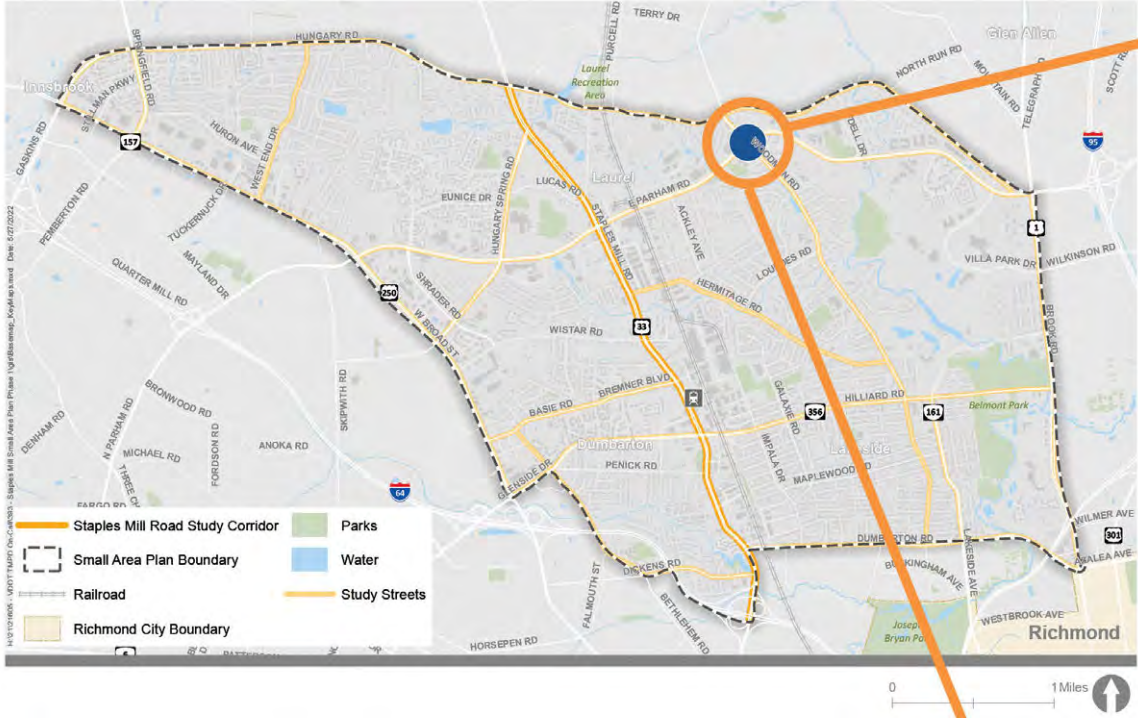 TERRY DR
Glen Allen
HUNGARY RD
SPRINGFIELD RD
PURCELL RD
NORTH RUN RD
MOUNTAIN RD
TELEGRAPH RD
SCOTT RD
Innsbrook
STILLMAN PKWY
Laurel
Recreation
Area
GASKINS RD
157
HURON AVE
WEST END DR
WOODMAN RD
DELL DR
95
PEMBERTON RD
TUCKERNUCK DR
EUNICE DR
HUNGARY SPRING RD
LUCAS RD
Laurel
E PARHAM RD
ACKLEY AVE
STAPLES MILL RD
1
QUARTER MILL RD
MAYLAND DR
LOURDES RD
VILLA PARK DR
WILKINSON RD
250
SHRADER RD
W BROAD ST
HERMITAGE RD
WISTAR RD
33
BROOK RD
BRONWOOD RD
SKIPWITH RD
BREMNER BLVD
BASIE RD
GALAXIE RD
356
HILLIARD RD
161
Belmont Park
DENHAM RD
N PARHAM RD
MICHAEL RD
FORDSON RD
ANOKA RD
Dumbarton
IMPALA DR
PENICK RD
MAPLEWOOD RD
GLENSIDE DR
64
FARGO RD
WILMER AVE
301
DUMBARTON RD
AZALEA AVE
LAKESIDE AVE
BUCKINGHAM AVE
DICKENS RD
FALMOUTH ST
BETHLEHEM RD
HORSEPEN RD
WESTBROOK AVE
Richmond
Staples Mill Road Study Corridor
Parks
Small Area Plan Boundary
Water
Railroad
Study Streets
Richmond City Boundary
0
1 Miles